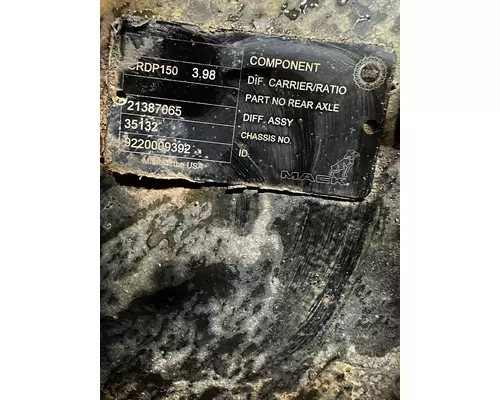 CRDP150 3.98 COMPONENT
DIF. CARRIER/RATIO
PART NO REAR AXLE
21387065 DIFF. ASSY
35132 CHASSIS NO.
9220009392 ID
Made in the USA
MACK